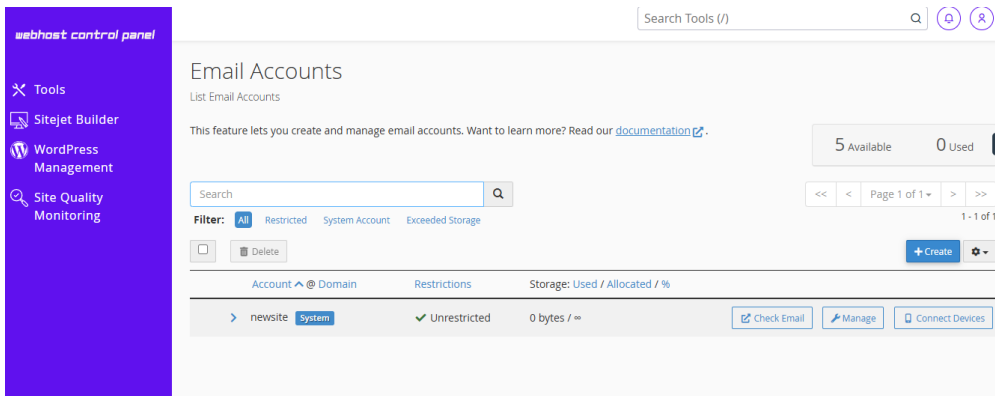 webhost control panel
Tools
Sitejet Builder
WordPress
Management
Site Quality
Monitoring
Search Tools (/)
Email Accounts
List Email Accounts
This feature lets you create and manage email accounts. Want to learn more? Read our documentation .
5 Available 0 Used
Search
<< < Page 1 of 1 > >>
Filter: All Restricted System Account Exceeded Storage
1 - 1 of 1
Delete
+ Create
Account @ Domain Restrictions Storage: Used / Allocated / %
> newsite System Unrestricted 0 bytes / ∞ Check Email Manage Connect Devices